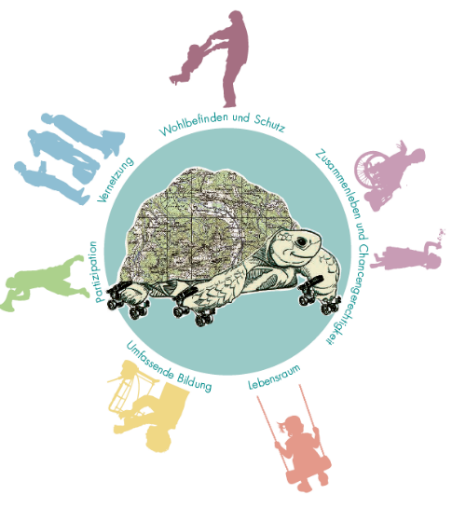 Wohlbefinden und Schutz
Zusammenleben und Chancengerechtigkeit
Lebensraum
Umfassende Bildung
Partizipation
Vernetzung